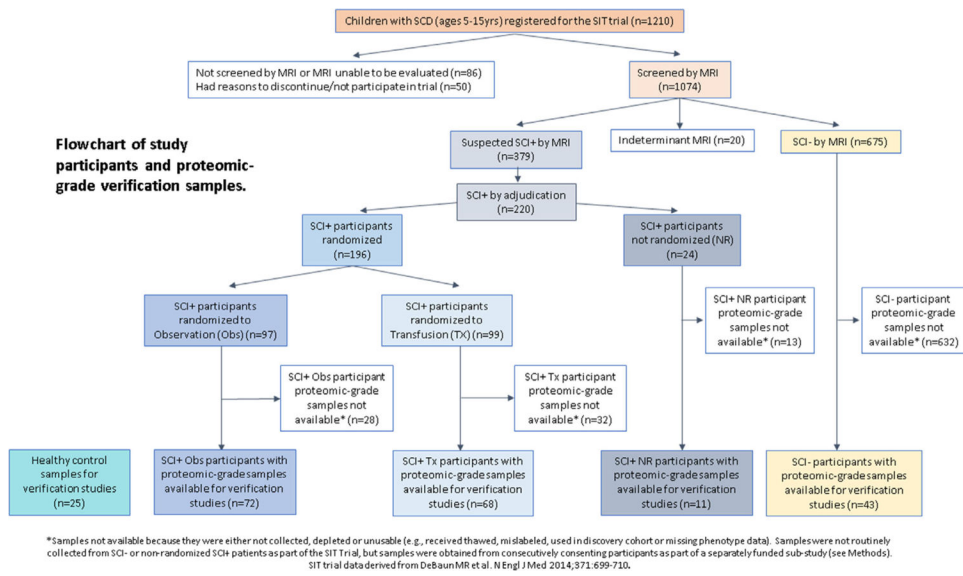 Children with SCD (ages 5-15yrs) registered for the SIT trial (n=1210)
Not screened by MRI or MRI unable to be evaluated (n=86)
Had reasons to discontinue/not participate in trial (n=50)
Screened by MRI
(n=1074)
Flowchart of study
participants and proteomic-
grade verification samples.
Suspected SCI+ by MRI
(n=379)
Indeterminant MRI (n=20)
SCI- by MRI (n=675)
SCI+ by adjudication
(n=220)
SCI+ participants
randomized
(n=196)
SCI+ participants
not randomized (NR)
(n=24)
SCI+ participants
randomized to
Observation (Obs) (n=97)
SCI+ participants
randomized to
Transfusion (TX) (n=99)
SCI+ NR participant
proteomic-grade
samples not
available* (n=13)
SCI- participant
proteomic-grade
samples not
available* (n=632)
SCI+ Obs participant
proteomic-grade
samples not
available* (n=28)
SCI+ Tx participant
proteomic-grade
samples not
available* (n=32)
Healthy control
samples for
verification studies
(n=25)
SCI+ Obs participants with
proteomic-grade samples
available for verification
studies (n=72)
SCI+ Tx participants with
proteomic-grade samples
available for verification
studies (n=68)
SCI+ NR participants with
proteomic-grade samples
available for verification
studies (n=11)
SCI- participants with
proteomic-grade samples
available for verification
studies (n=43)
*Samples not available because they were either not collected, depleted or unusable (e.g., received thawed, mislabeled, used in discovery cohort or missing phenotype data). Samples were not routinely
collected from SCI- or non-randomized SCI+ patients as part of the SIT Trial, but samples were obtained from consecutively consenting participants as part of a separately funded sub-study (see Methods).
SIT trial data derived from DeBaun MR et al. N Engl J Med 2014;371:699-710.